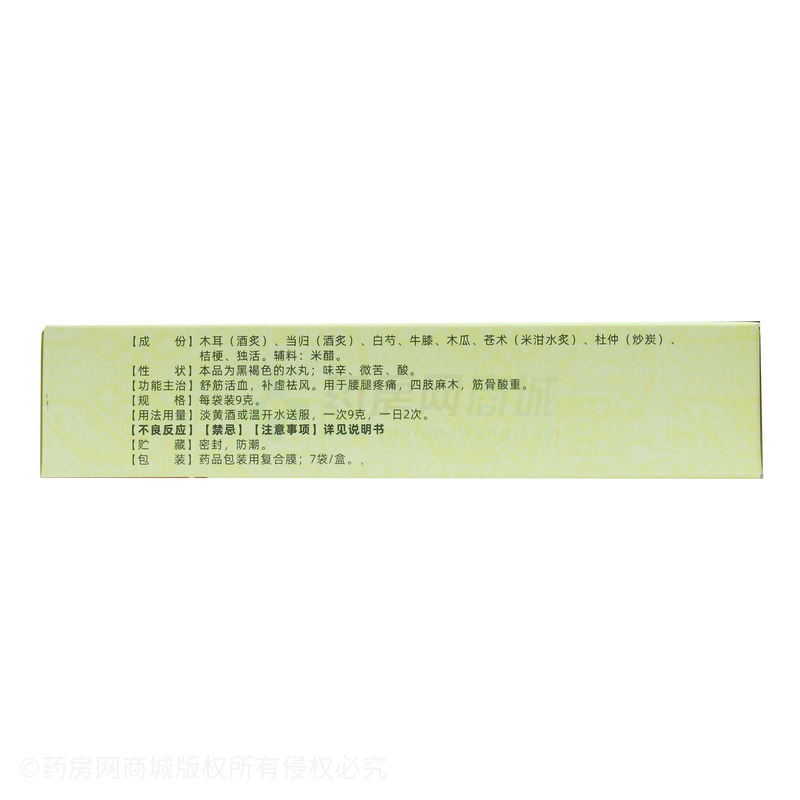 【成 份】木耳（酒炙）、当归（酒炙）、白芍、牛膝、木瓜、苍术（米泔水炙）、杜仲（炒炭）、
桔梗、独活。辅料：米醋。
【性 状】本品为黑褐色的水丸；味辛、微苦、酸。
【功能主治】舒筋活血，补虚祛风。用于腰腿疼痛，四肢麻木，筋骨酸重。
【规 格】每袋装9克。
【用法用量】淡黄酒或温开水送服，一次9克，一日2次。
【不良反应】【禁忌】【注意事项】详见说明书
【贮 藏】密封，防潮。
【包 装】药品包装用复合膜；7袋/盒。
药房网商城
©药房网商城版权所有侵权必究